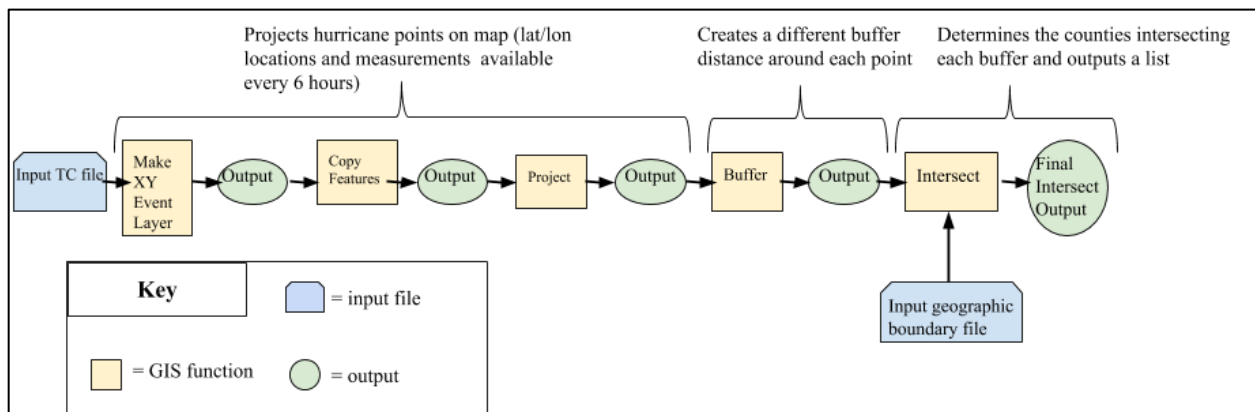 Projects hurricane points on map (lat/lon
locations and measurements available
every 6 hours)
Creates a different buffer
distance around each point
Determines the counties intersecting
each buffer and outputs a list
Input TC file
Make
XY
Event
Layer
Output
Copy
Features
Output
Project
Output
Buffer
Output
Intersect
Final
Intersect
Output
Input geographic
boundary file
Key
= input file
= GIS function
= output